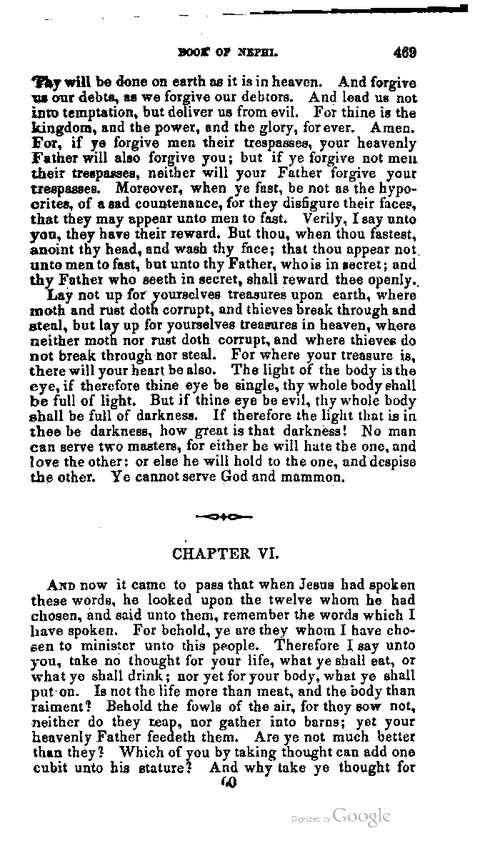 BOOK OF NEPHI. 469
Thy will be done on earth as it is in heaven. And forgive
us our debts, as we forgive our debtors. And lead us not
into temptation, but deliver us from evil. For thine is the
kingdom, and the power, and the glory, for ever. Amen.
For, if ye forgive men their trespasses, your heavenly
Father will also forgive you; but if ye forgive not men
their trespasses, neither will your Father forgive your
trespasses. Moreover, when ye fast, be not as the hypo-
crites, of a sad countenance, for they disfigure their faces,
that they may appear unto men to fast. Verily, I say unto
you, they have their reward. But thou, when thou fastest,
anoint thy head, and wash thy face; that thou appear not
unto men to fast, but unto thy Father, who is in secret; and
thy Father who seeth in secret, shall reward thee openly.
Lay not up for yourselves treasures upon earth, where
moth and rust doth corrupt, and thieves break through and
steal, but lay up for yourselves treasures in heaven, where
neither moth nor rust doth corrupt, and where thieves do
not break through nor steal. For where your treasure is,
there will your heart be also. The light of the body is the
eye, if therefore thine eye be single, thy whole body shall
be full of light. But if thine eye be evil, thy whole body
shall be full of darkness. If therefore the light that is in
thee be darkness, how great is that darkness! No man
can serve two masters, for either he will hate the one, and
love the other: or else he will hold to the one, and despise
the other. Ye cannot serve God and mammon.
CHAPTER VI.
AND now it came to pass that when Jesus had spoken
these words, he looked upon the twelve whom he had
chosen, and said unto them, remember the words which I
have spoken. For behold, ye are they whom I have cho-
sen to minister unto this people. Therefore I say unto
you, take no thought for your life, what ye shall eat, or
what ye shall drink; nor yet for your body, what ye shall
put on. Is not the life more than meat, and the body than
raiment? Behold the fowls of the air, for they sow not,
neither do they reap, nor gather into barns; yet your
heavenly Father feedeth them. Are ye not much better
than they? Which of you by taking thought can add one
cubit unto his stature? And why take ye thought for
60
Digitized by Google